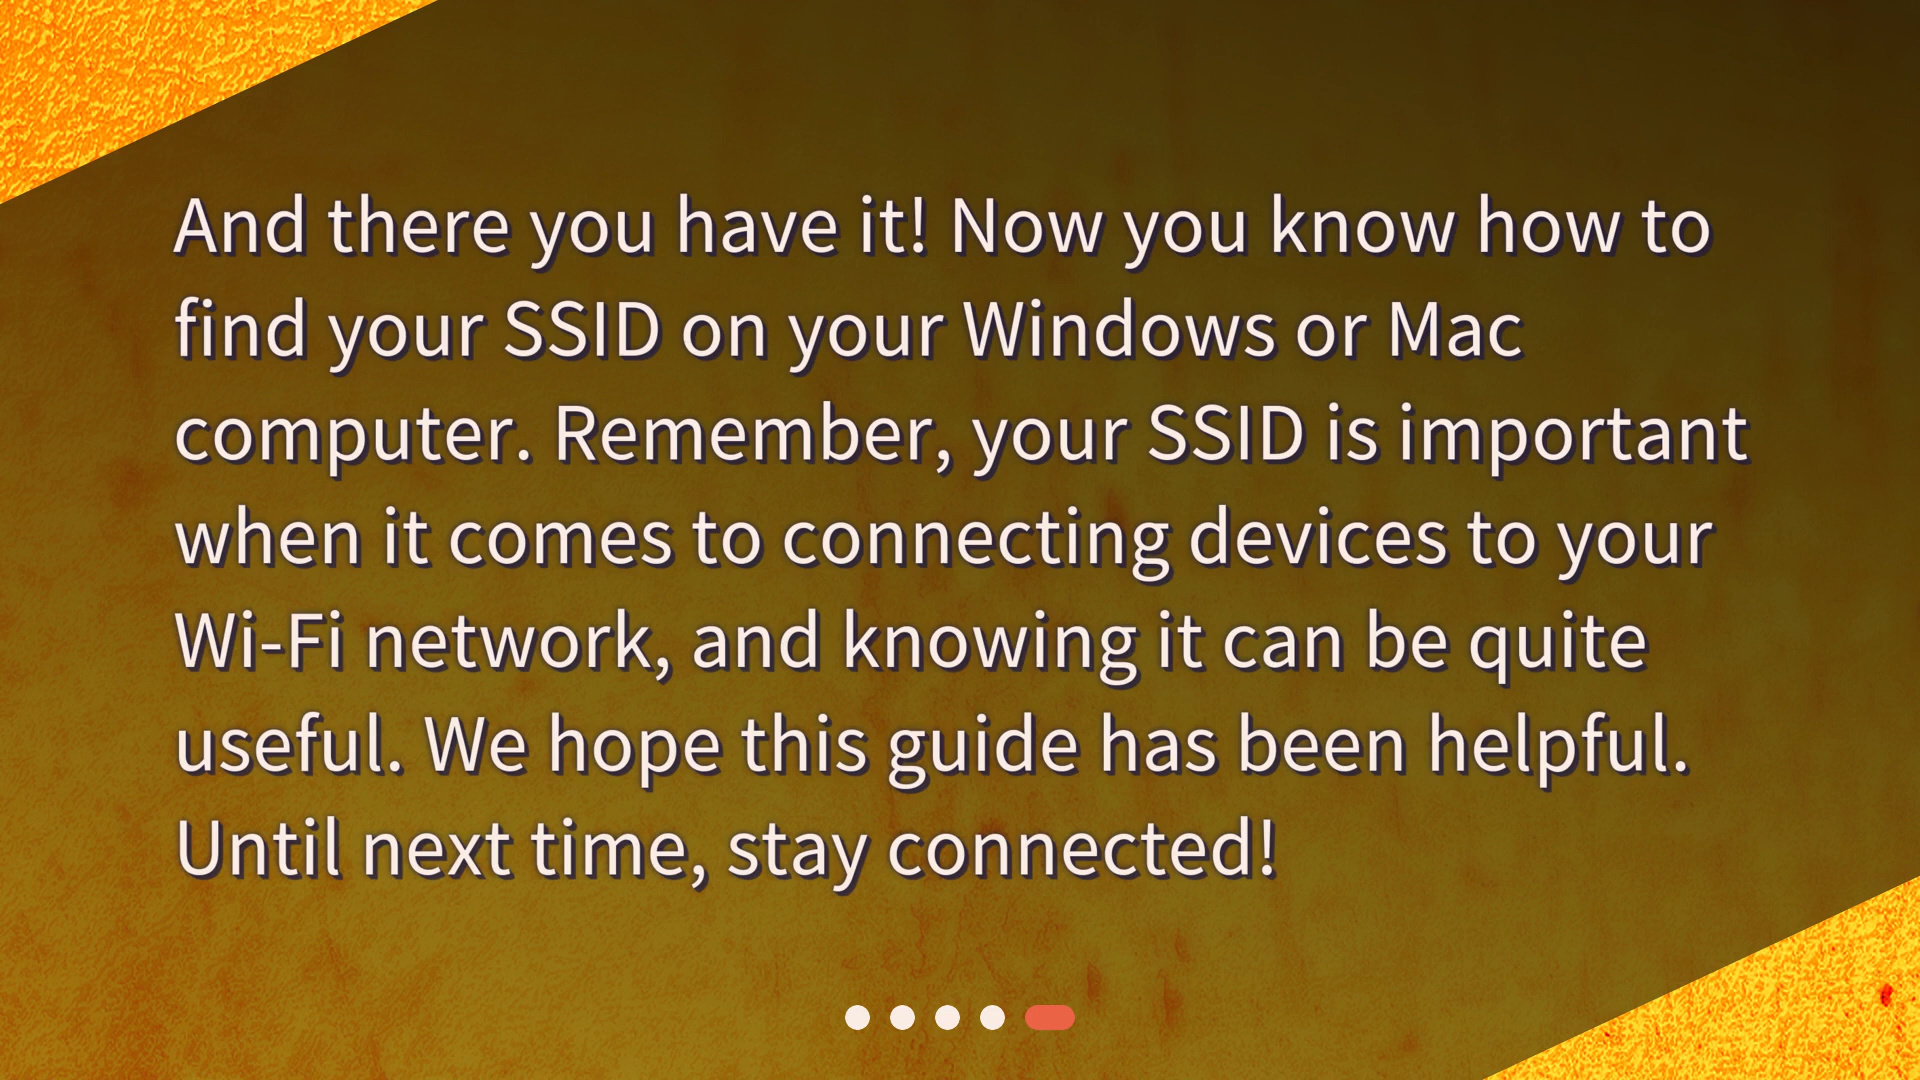 And there you have it! Now you know how to
find your SSID on your Windows or Mac
computer. Remember, your SSID is important
when it comes to connecting devices to your
Wi-Fi network, and knowing it can be quite
useful. We hope this guide has been helpful.
Until next time, stay connected!